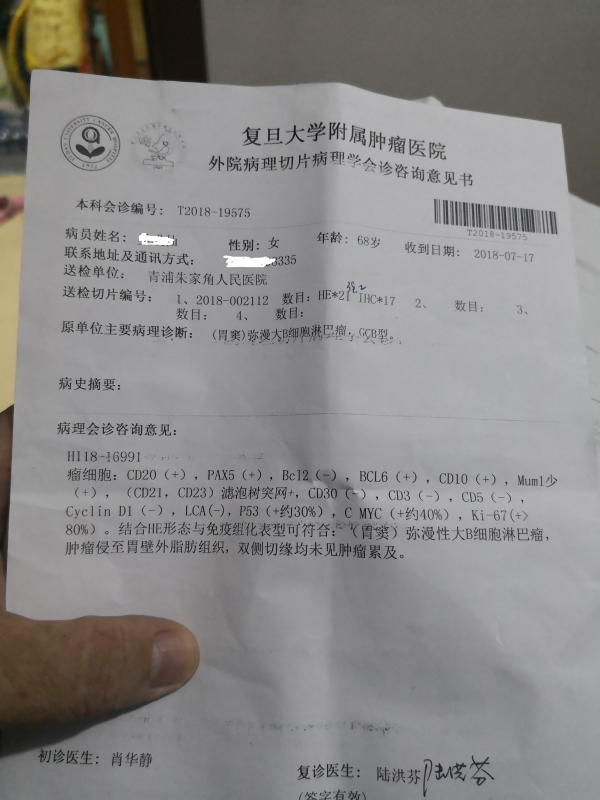 复旦大学附属肿瘤医院
外院病理切片病理学会诊咨询意见书
本科会诊编号： T2018-19575
T2018-19575
病员姓名： 性别：女 年龄：68岁 收到日期： 2018-07-17
联系地址及通讯方式： 3335
送检单位： 青浦朱家角人民医院
送检切片编号： 1、2018-002112 数目：HE*21 IHC*17 2、 数目： 3、
数目： 4、 数目：
原单位主要病理诊断： (胃窦)弥漫大B细胞淋巴瘤，GCB型。
病史摘要：
病理会诊咨询意见：
HI18-16991
瘤细胞：CD20（+），PAX5（+），Bcl2（-），BCL6（+），CD10（+），Mum1少
（+），（CD21，CD23）滤泡树突网+，CD30（-），CD3（-），CD5（-），
Cyclin D1（-），LCA(-)，P53（+约30%），C MYC（+约40%），Ki-67(+>
80%）。结合HE形态与免疫组化表型可符合：（胃窦）弥漫性大B细胞淋巴瘤，
肿瘤侵至胃壁外脂肪组织，双侧切缘均未见肿瘤累及。
初诊医生： 肖华静
复诊医生： 陆洪芬 陆洪芬
(签字有效)